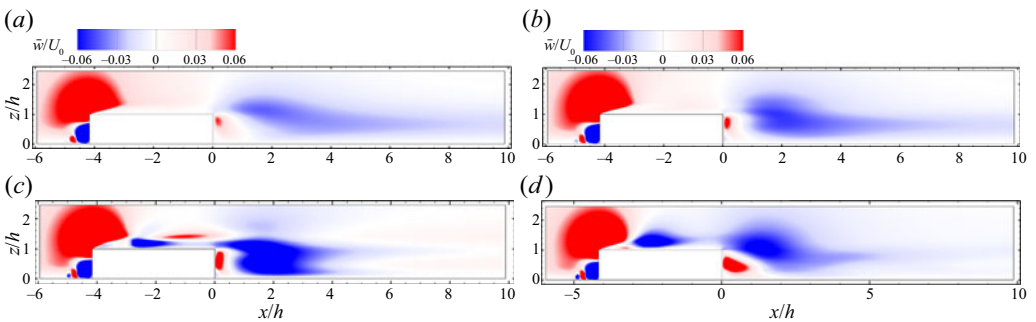 (a) (b)
w̄/U0 −0.06 −0.03 0 0.03 0.06 w̄/U0 −0.06 −0.03 0 0.03 0.06
z/h 2 1 0
2 1 0
−6 −4 −2 0 2 4 6 8 10 −6 −4 −2 0 2 4 6 8 10
(c) (d)
z/h 2 1 0
2 1 0
−6 −4 −2 0 2 4 6 8 10 −5 0 5 10
x/h x/h